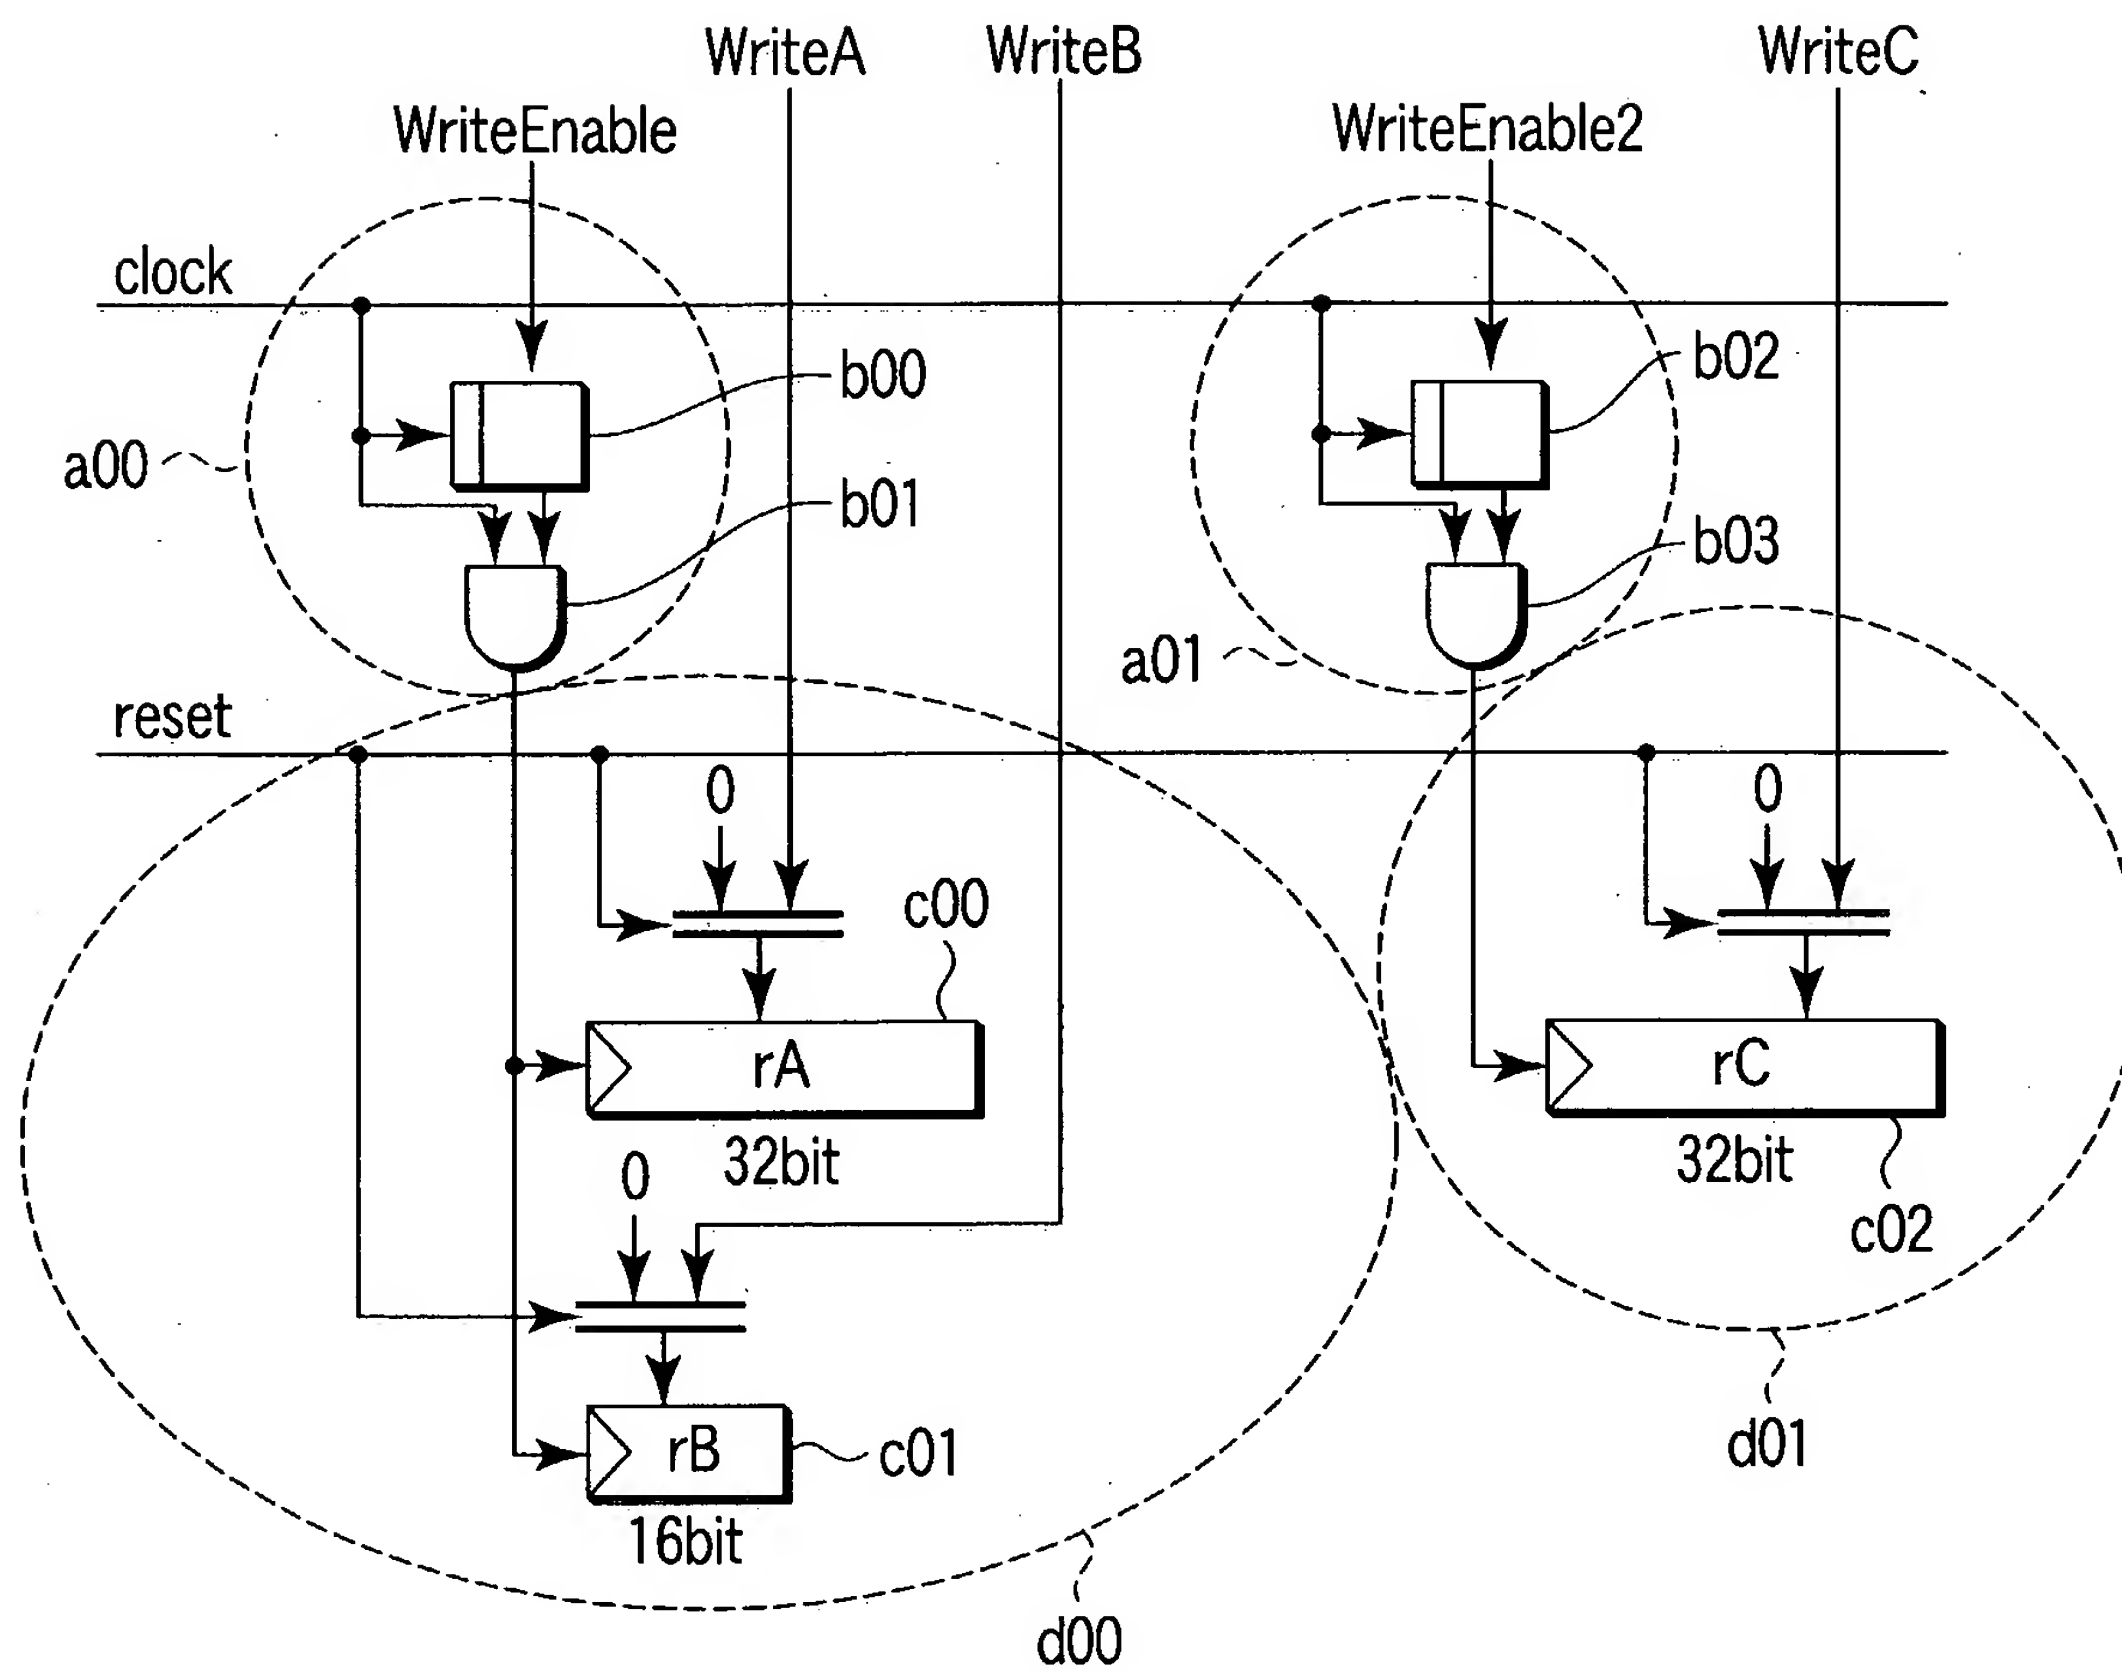 WriteA
WriteB
WriteC
WriteEnable
WriteEnable2
clock
b00
b02
a00
b01
b03
a01
reset
0
0
c00
rA
rC
32bit
32bit
0
c02
rB
c01
d01
16bit
d00